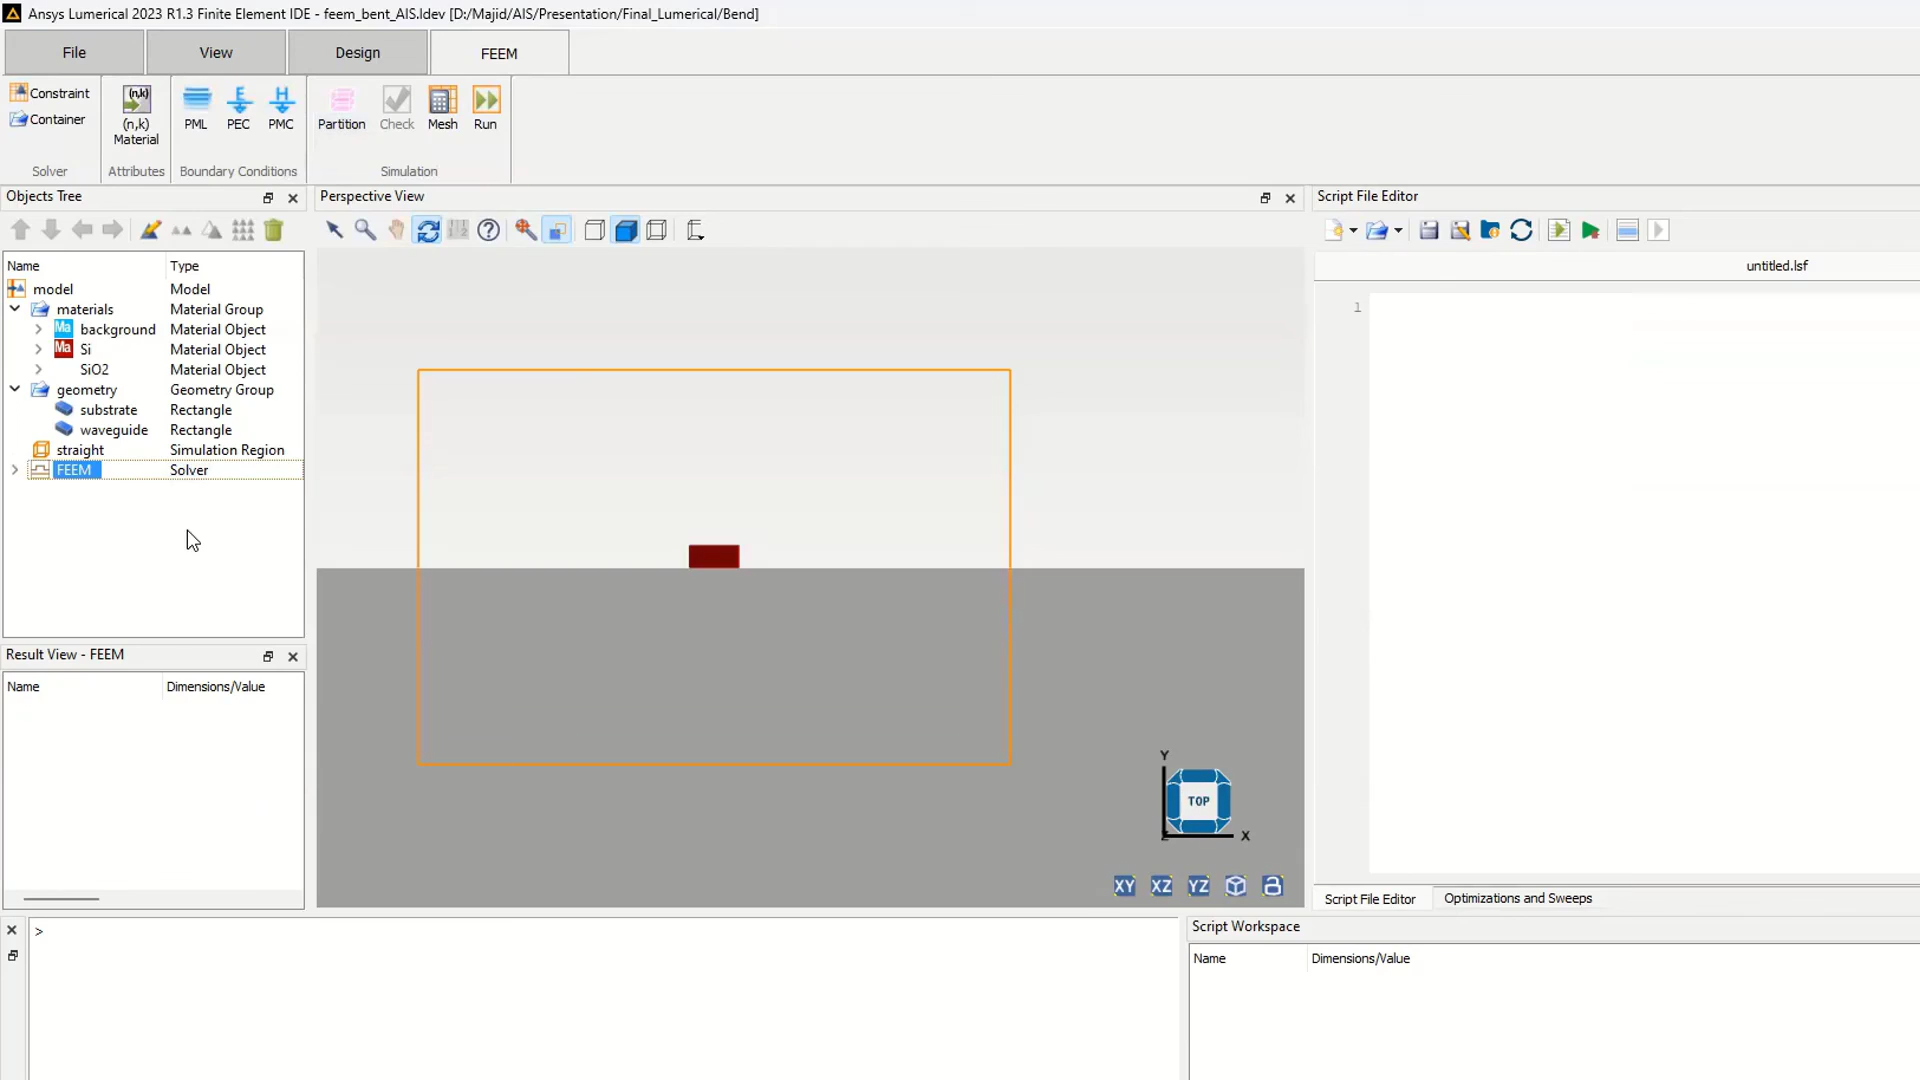 Ansys Lumerical 2023 R1.3 Finite Element IDE - feem_bent_AIS.ldev [D:/Majid/AIS/Presentation/Final_Lumerical/Bend]
File View Design FEEM
Constraint
Container
(n,k)
(n,k)
Material
E
H
PML PEC PMC
Partition Check Mesh Run
Solver Attributes Boundary Conditions Simulation
Objects Tree
Name Type
model Model
materials Material Group
Ma background Material Object
Ma Si Material Object
SiO2 Material Object
geometry Geometry Group
substrate Rectangle
waveguide Rectangle
straight Simulation Region
FEEM Solver
Result View - FEEM
Name Dimensions/Value
Perspective View
Y
TOP
X
XY XZ YZ
Script File Editor
untitled.lsf
1
Script File Editor Optimizations and Sweeps
>
Script Workspace
Name Dimensions/Value